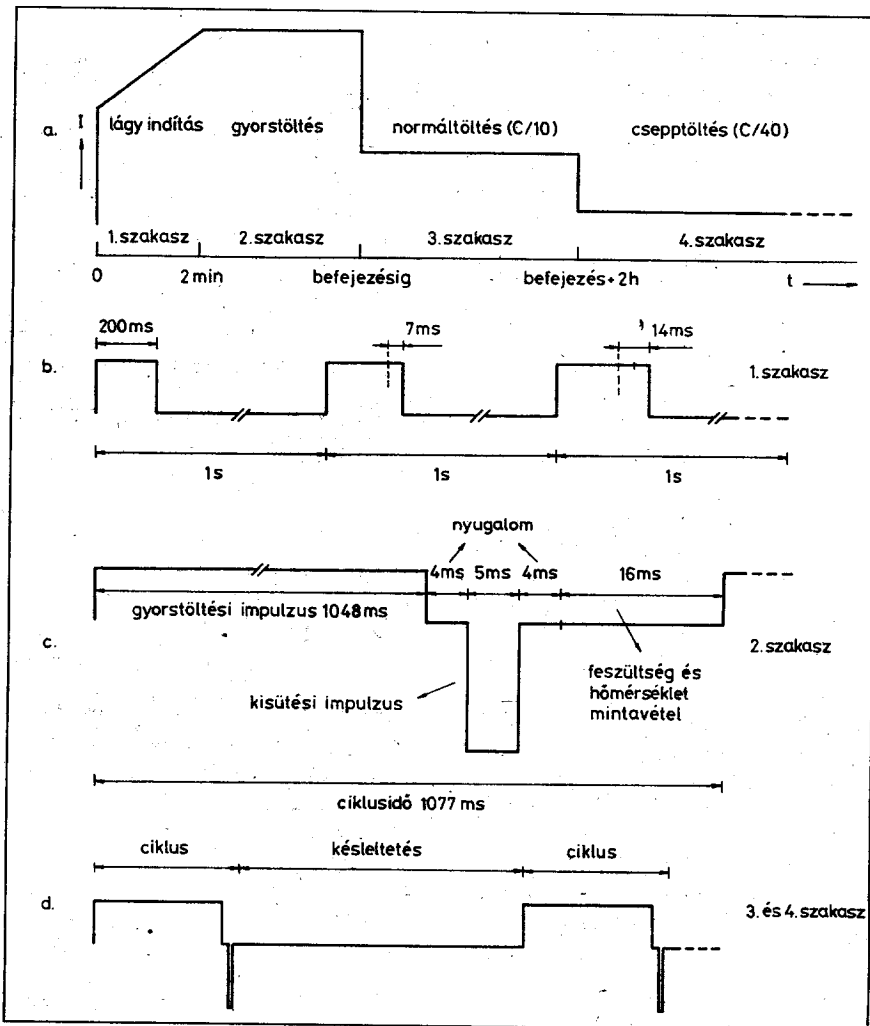 a.
I
lágy indítás
gyorstöltés
normáltöltés (C/10)
csepptöltés (C/40)
1. szakasz
2. szakasz
3. szakasz
4. szakasz
0
2 min
befejezésig
befejezés+2h
t
b.
200ms
7ms
14ms
1. szakasz
1s
1s
1s
nyugalom
4ms
5ms
4ms
16ms
gyorstöltési impulzus 1048ms
c.
2. szakasz
kisütési impulzus
feszültség és
hőmérséklet
mintavétel
ciklusidő 1077 ms
ciklus
késleltetés
ciklus
d.
3. és 4. szakasz